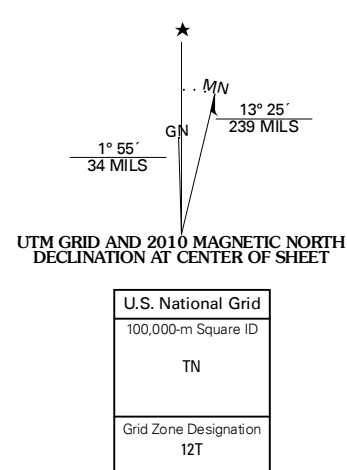 MN
GN
13° 25´
239 MILS
1° 55´
34 MILS
UTM GRID AND 2010 MAGNETIC NORTH
DECLINATION AT CENTER OF SHEET
U.S. National Grid
100,000-m Square ID
TN
Grid Zone Designation
12T